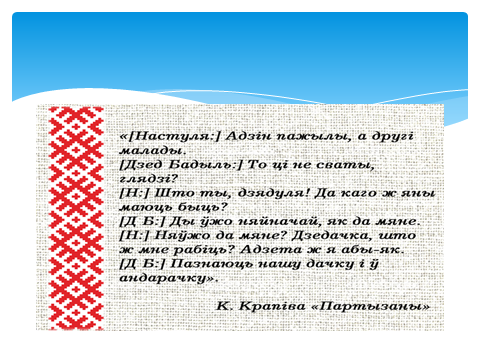 «[Настуля:] Адзін пажылы, а другі
малады.
[Дзед Бадыль:] То ці не сваты,
глядзі?
[Н:] Што ты, дзядуля! Да каго ж яны
маюць быць?
[Д Б:] Ды ўжо няйначай, як да мяне.
[Н:] Няўжо да мяне? Дзедачка, што
ж мне рабіць? Адзета ж я абы-як.
[Д Б:] Пазнаюць нашу дачку і ў
андарачку».
К. Крапіва «Партызаны»